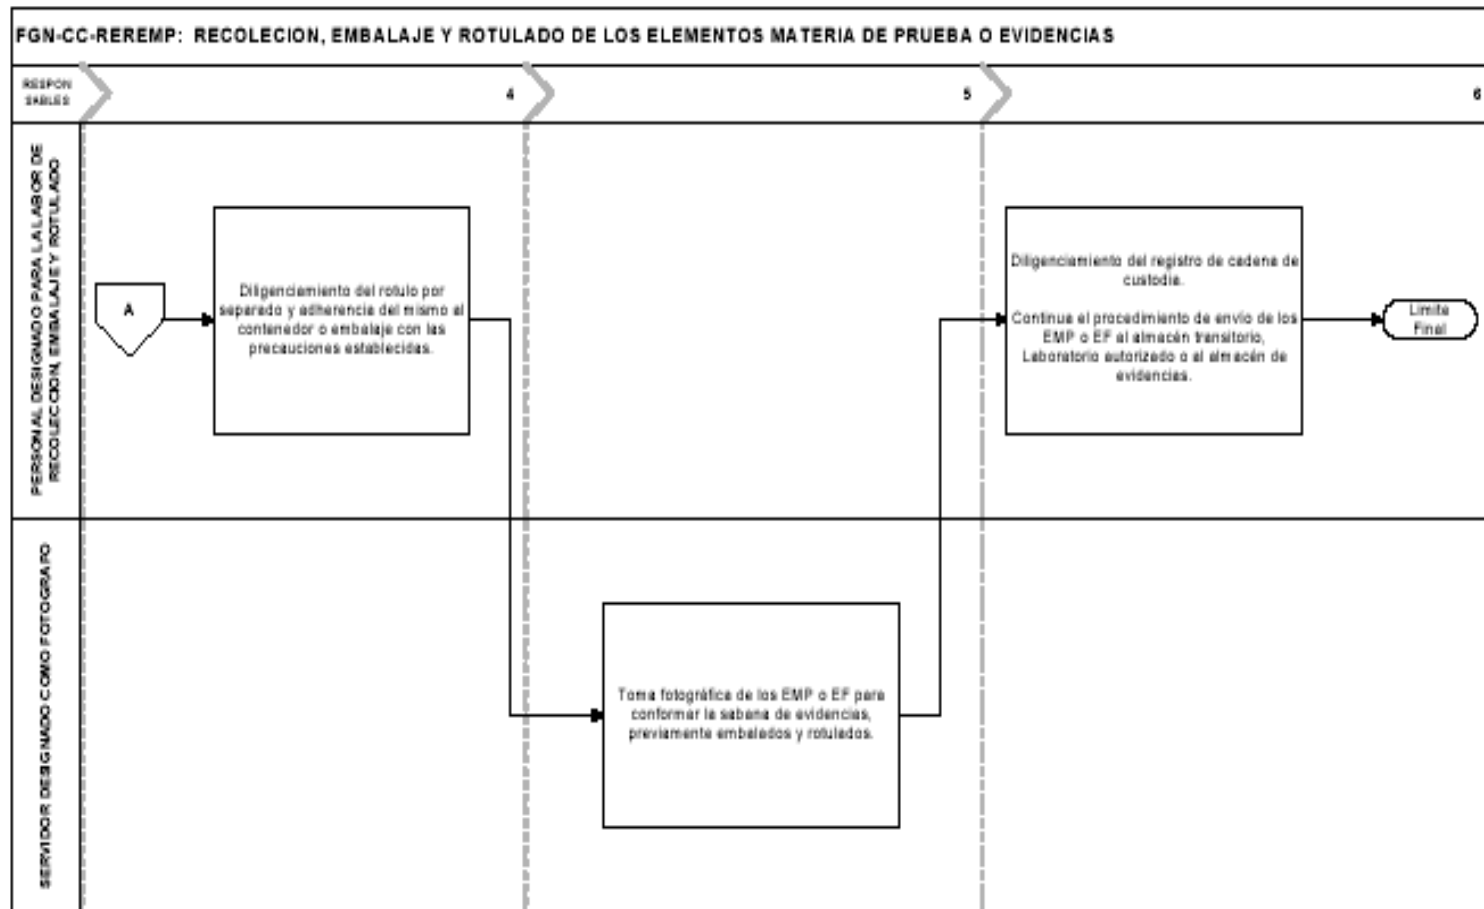 FGN-CC-REREMP: RECOLECION, EMBALAJE Y ROTULADO DE LOS ELEMENTOS MATERIA DE PRUEBA O EVIDENCIAS
RESPON
SABLES
4
5
6
PERSONAL DESIGNADO PARA LA LABOR DE
RECOLECCION, EMBALAJE Y ROTULADO
A
Diligenciamiento del rotulo por
separado y adherencia del mismo al
contenedor o embalaje con las
precauciones establecidas.
Diligenciamiento del registro de cadena de
custodia.
Continua el procedimiento de envío de los
EMP o EF al almacén transitorio,
Laboratorio autorizado o al almacén de
evidencias.
Limite
Final
SERVIDOR DESIGNADO COMO FOTOGRAFO
Toma fotográfica de los EMP o EF para
conformar la sabana de evidencias,
previamente embalados y rotulados.